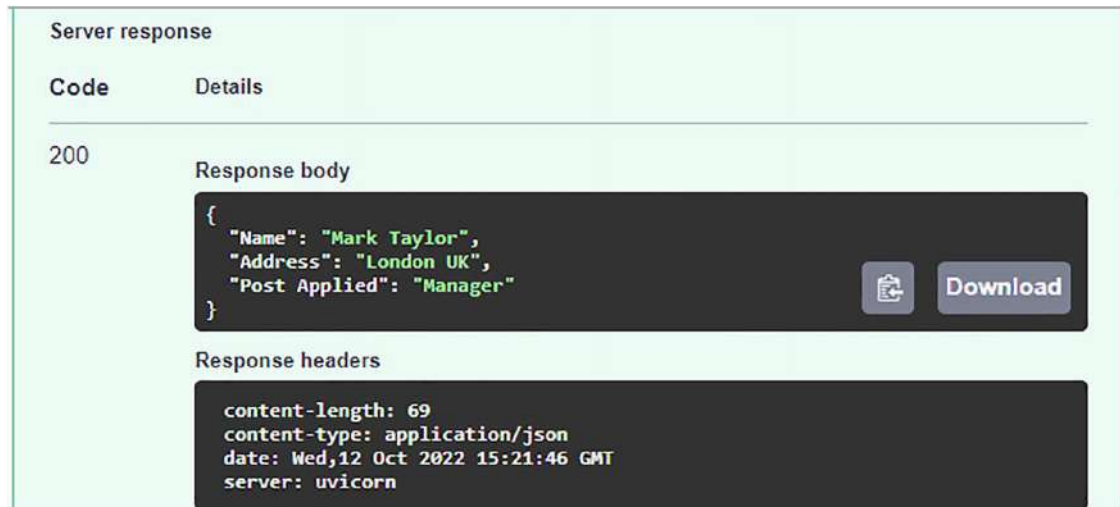 Server response
Code Details
200
Response body
{
"Name": "Mark Taylor",
"Address": "London UK",
"Post Applied": "Manager"
}
Download
Response headers
content-length: 69
content-type: application/json
date: Wed,12 Oct 2022 15:21:46 GMT
server: uvicorn